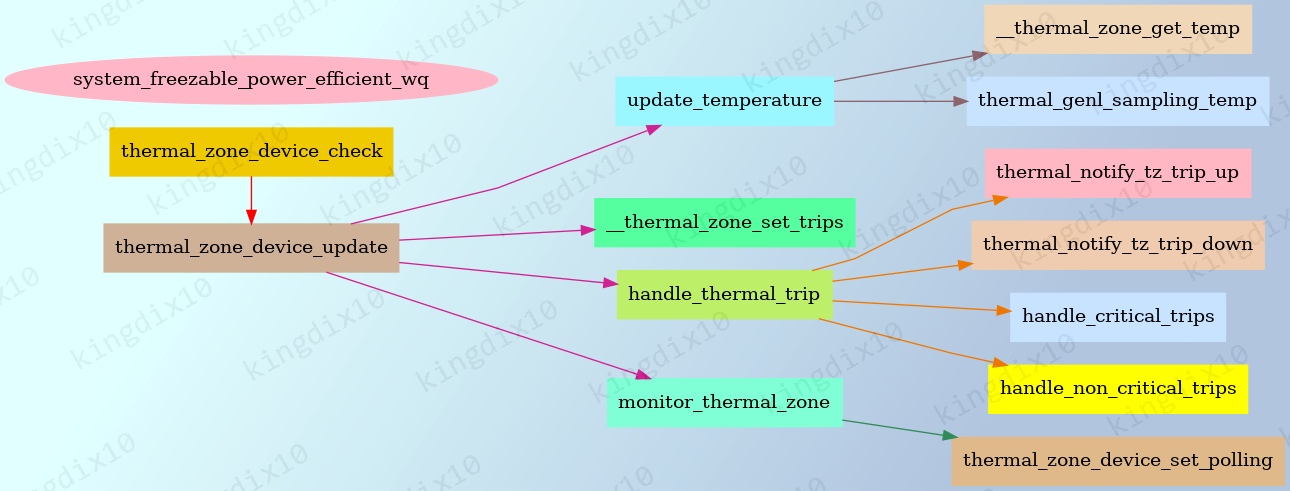 system_freezable_power_efficient_wq
thermal_zone_device_check
thermal_zone_device_update
update_temperature
__thermal_zone_set_trips
handle_thermal_trip
monitor_thermal_zone
__thermal_zone_get_temp
thermal_genl_sampling_temp
thermal_notify_tz_trip_up
thermal_notify_tz_trip_down
handle_critical_trips
handle_non_critical_trips
thermal_zone_device_set_polling
kingdix10